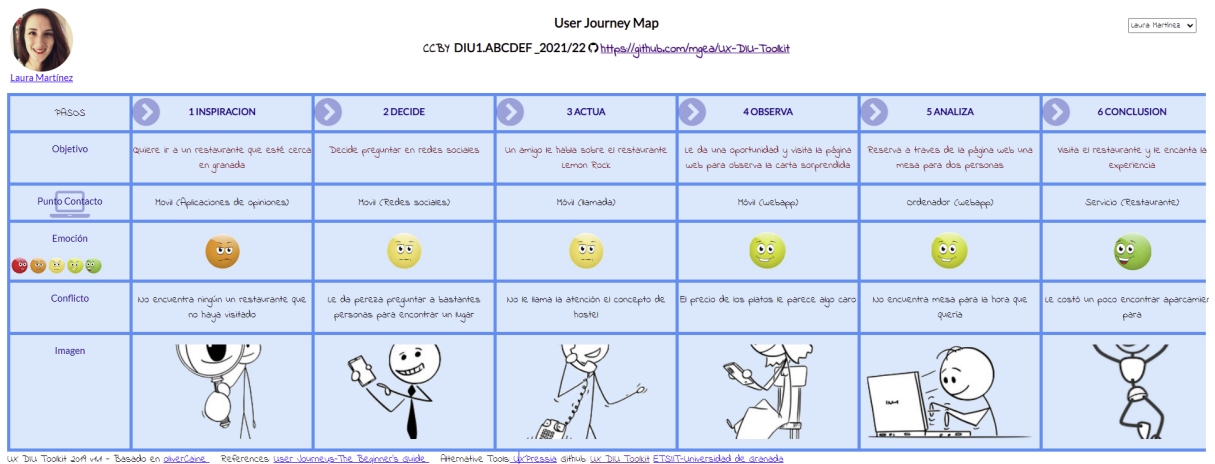 User Journey Map
CCBY DIU1.ABCDEF_2021/22 https://github.com/mgea/UX-DIU-Toolkit
Laura Martínez
Laura Martínez
PASOS
1 INSPIRACION
2 DECIDE
3 ACTUA
4 OBSERVA
5 ANALIZA
6 CONCLUSION
Objetivo
Quiere ir a un restaurante que esté cerca
en granada
Decide preguntar en redes sociales
Un amigo le habla sobre el restaurante
Lemon Rock
Le da una oportunidad y visita la página
web para observa la carta sorprendida
Reserva a traves de la página web una
mesa para dos personas
Visita el restaurante y le encanta la
experiencia
Punto Contacto
Movil (Aplicaciones de opiniones)
Movil (Redes sociales)
Móvil (llamada)
Móvil (webapp)
Ordenador (webapp)
Servicio (Restaurante)
Emoción
Conflicto
No encuentra ningún un restaurante que
no haya visitado
Le da pereza preguntar a bastantes
personas para encontrar un lugar
No le llama la atención el concepto de
hostel
El precio de los platos le parece algo caro
No encuentra mesa para la hora que
quería
Le costó un poco encontrar aparcamien
para
Imagen
UX DIU Toolkit 2019 v1.1 - Basado en oliverCaine References User Journeys-The Beginner's Guide Alternative Tools UXPressia github UX DIU Toolkit ETSIIT-Universidad de Granada